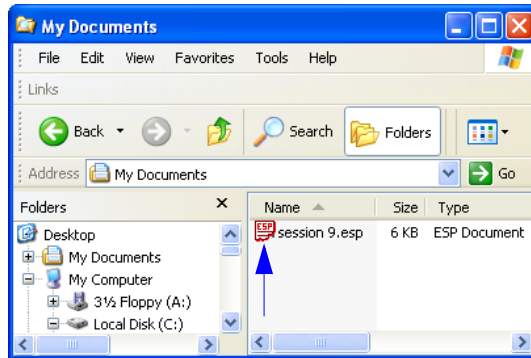 My Documents
File Edit View Favorites Tools Help
Links
Back Search Folders
Address My Documents Go
Folders Name Size Type
Desktop ESP session 9.esp 6 KB ESP Document
My Documents
My Computer
3½ Floppy (A:)
Local Disk (C:)